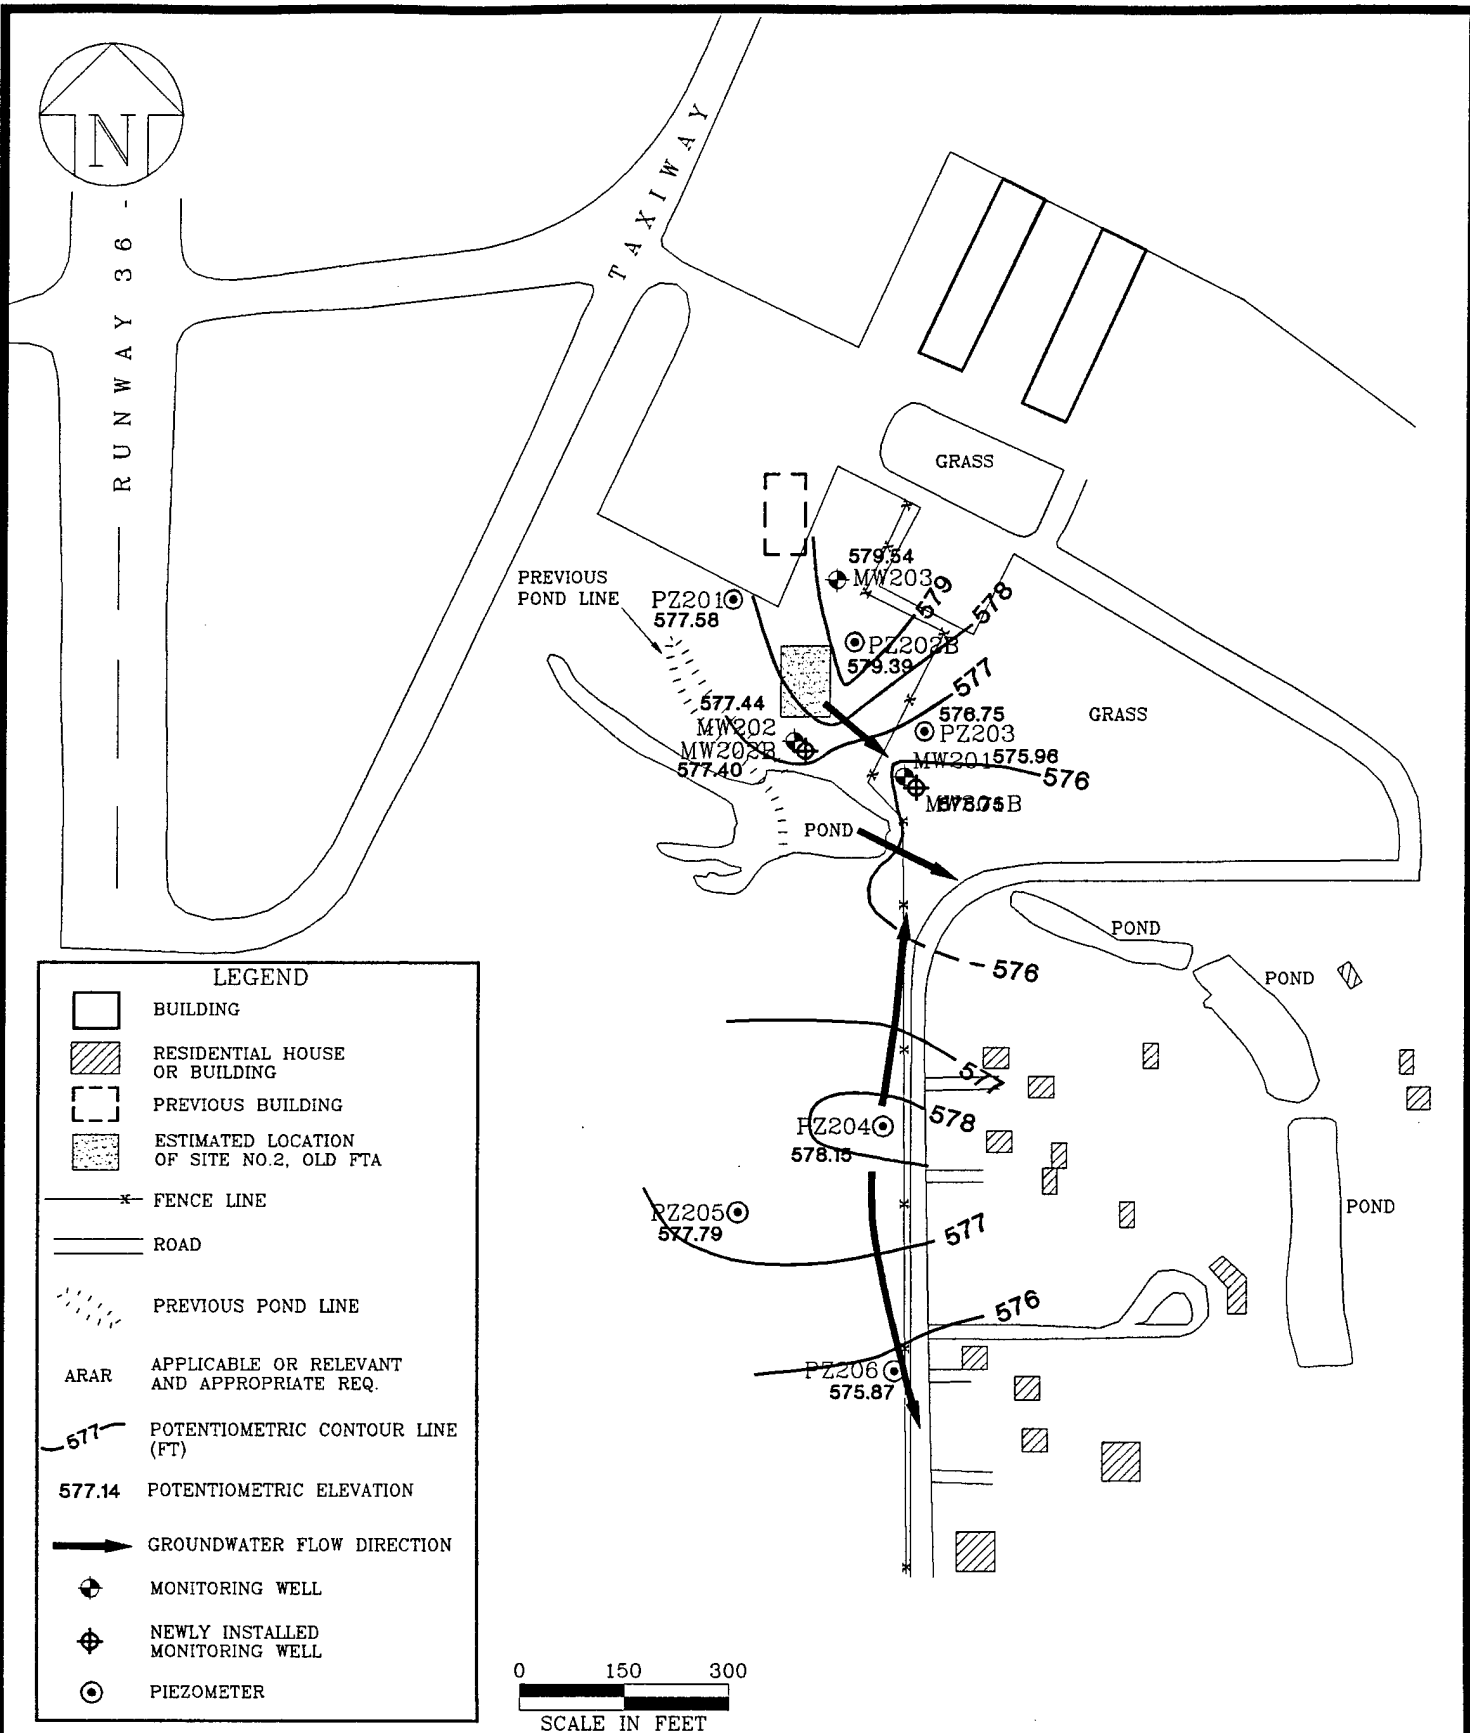 N
RUNWAY 36 -
TAXIWAY
GRASS
579.54
MW203
PREVIOUS
POND LINE
PZ201
577.58
579
578
PZ202B
579.39
577
577.44
MW202
MW202B
577.40
576.75
PZ203
GRASS
MW201
575.96
576
POND
POND
576
POND
577
578
PZ204
578.15
PZ205
577.79
577
POND
576
PZ206
575.87
LEGEND
BUILDING
RESIDENTIAL HOUSE
OR BUILDING
PREVIOUS BUILDING
ESTIMATED LOCATION
OF SITE NO.2, OLD FTA
x FENCE LINE
ROAD
PREVIOUS POND LINE
ARAR APPLICABLE OR RELEVANT
AND APPROPRIATE REQ.
577 POTENTIOMETRIC CONTOUR LINE
(FT)
577.14 POTENTIOMETRIC ELEVATION
GROUNDWATER FLOW DIRECTION
MONITORING WELL
NEWLY INSTALLED
MONITORING WELL
PIEZOMETER
0 150 300
SCALE IN FEET